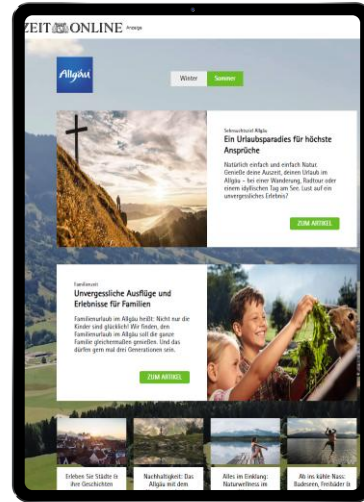 ZEIT ONLINE Anzeige
Allgäu
Winter Sommer
Sehnsuchtsziel Allgäu
Ein Urlaubsparadies für höchste
Ansprüche
Natürlich einfach und einfach Natur.
Genieße deine Auszeit, deinen Urlaub im
Allgäu – bei einer Wanderung, Radtour oder
einem idyllischen Tag am See. Lust auf ein
unvergessliches Erlebnis?
ZUM ARTIKEL
Familienzeit
Unvergessliche Ausflüge und
Erlebnisse für Familien
Familienurlaub im Allgäu heißt: Nicht nur die
Kinder sind glücklich! Wir finden, den
Familienurlaub im Allgäu soll die ganze
Familie gleichermaßen genießen. Und das
dürfen gern mal drei Generationen sein.
ZUM ARTIKEL
Erleben Sie Städte &
ihre Geschichten
Nachhaltigkeit: Das
Allgäu mit dem
Alles im Einklang:
Naturwellness im
Ab ins kühle Nass:
Badeseen, Freibäder &